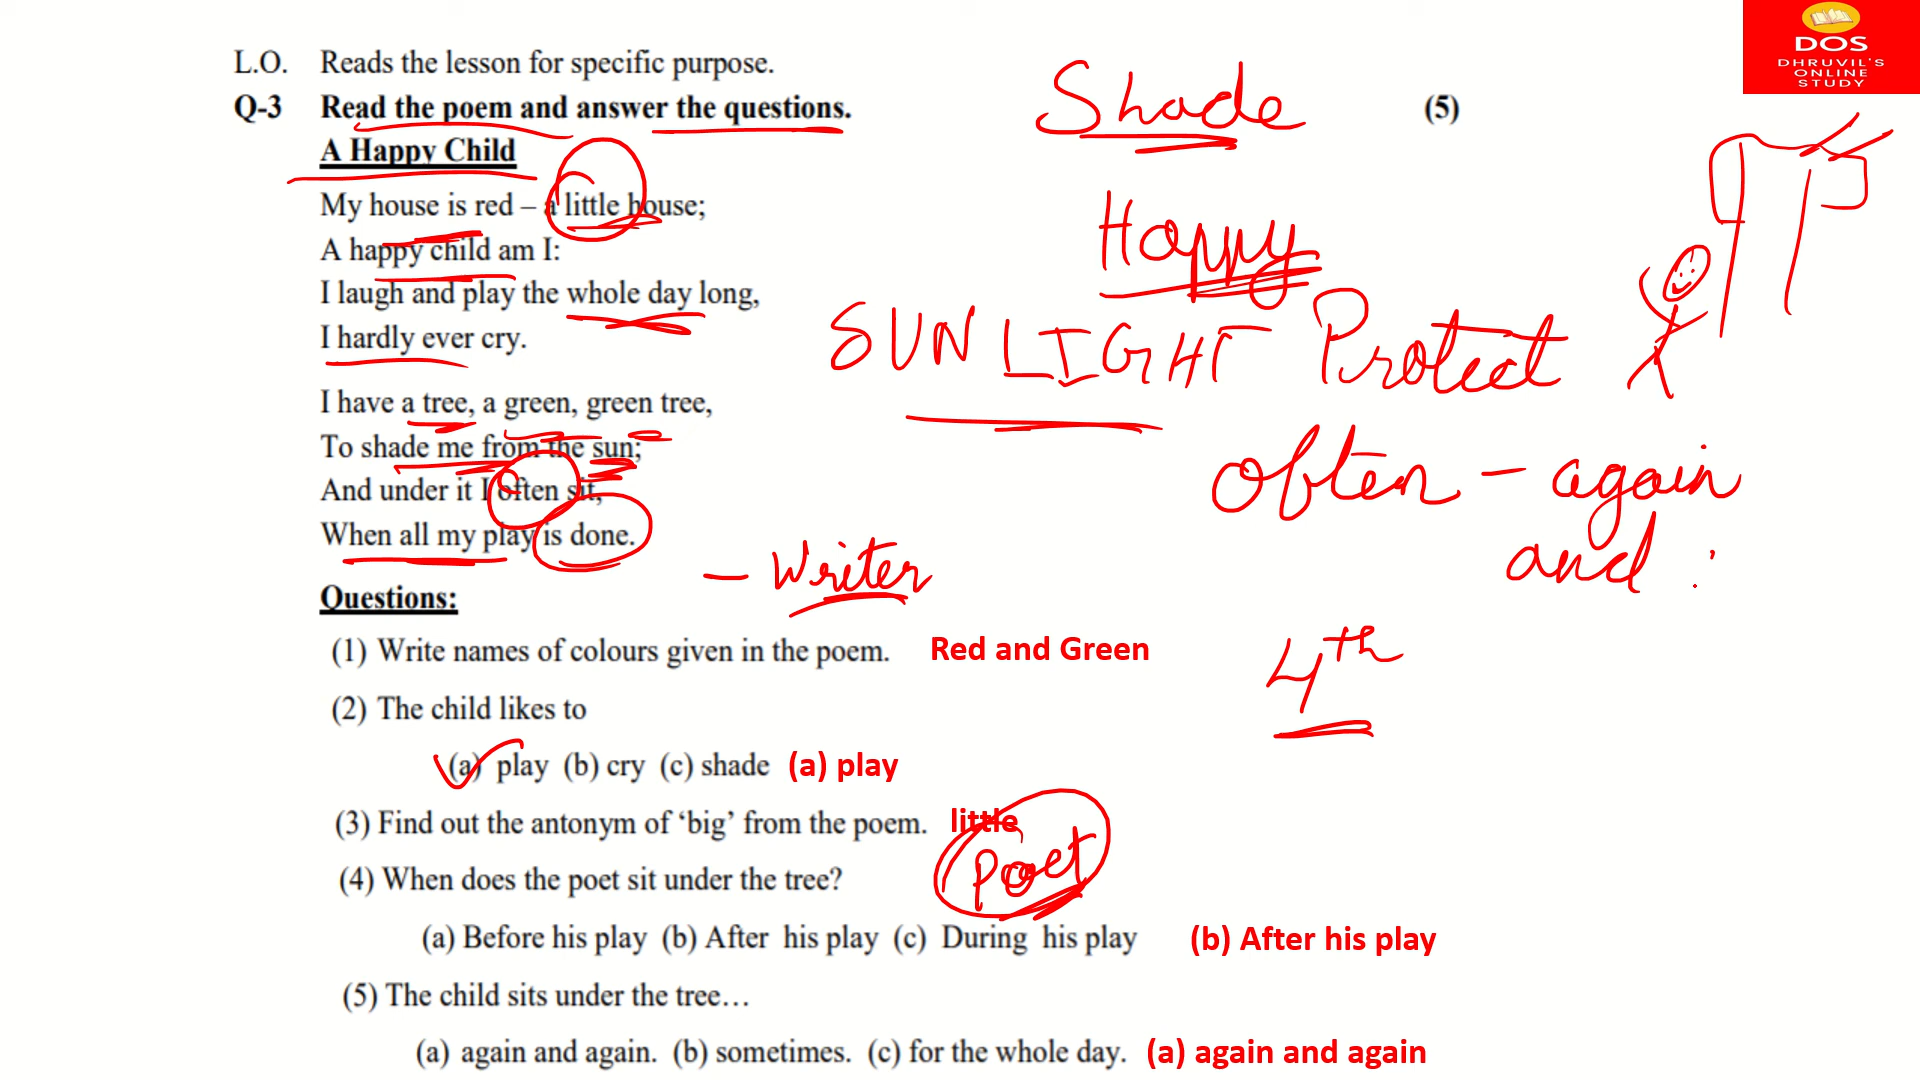 DOS
DHRUVIL'S
ONLINE
STUDY
L.O. Reads the lesson for specific purpose.
Q-3 Read the poem and answer the questions. (5)
Shade
A Happy Child
My house is red – a little house;
Happy
A happy child am I:
I laugh and play the whole day long,
I hardly ever cry.
SUNLIGHT Protect
I have a tree, a green, green tree,
To shade me from the sun;
And under it I often sit,
often – again
When all my play is done.
and :
– Writer
Questions:
(1) Write names of colours given in the poem. Red and Green
4th
(2) The child likes to
(a) play (b) cry (c) shade (a) play
(3) Find out the antonym of ‘big’ from the poem. little
Poet
(4) When does the poet sit under the tree?
(a) Before his play (b) After his play (c) During his play (b) After his play
(5) The child sits under the tree…
(a) again and again. (b) sometimes. (c) for the whole day. (a) again and again